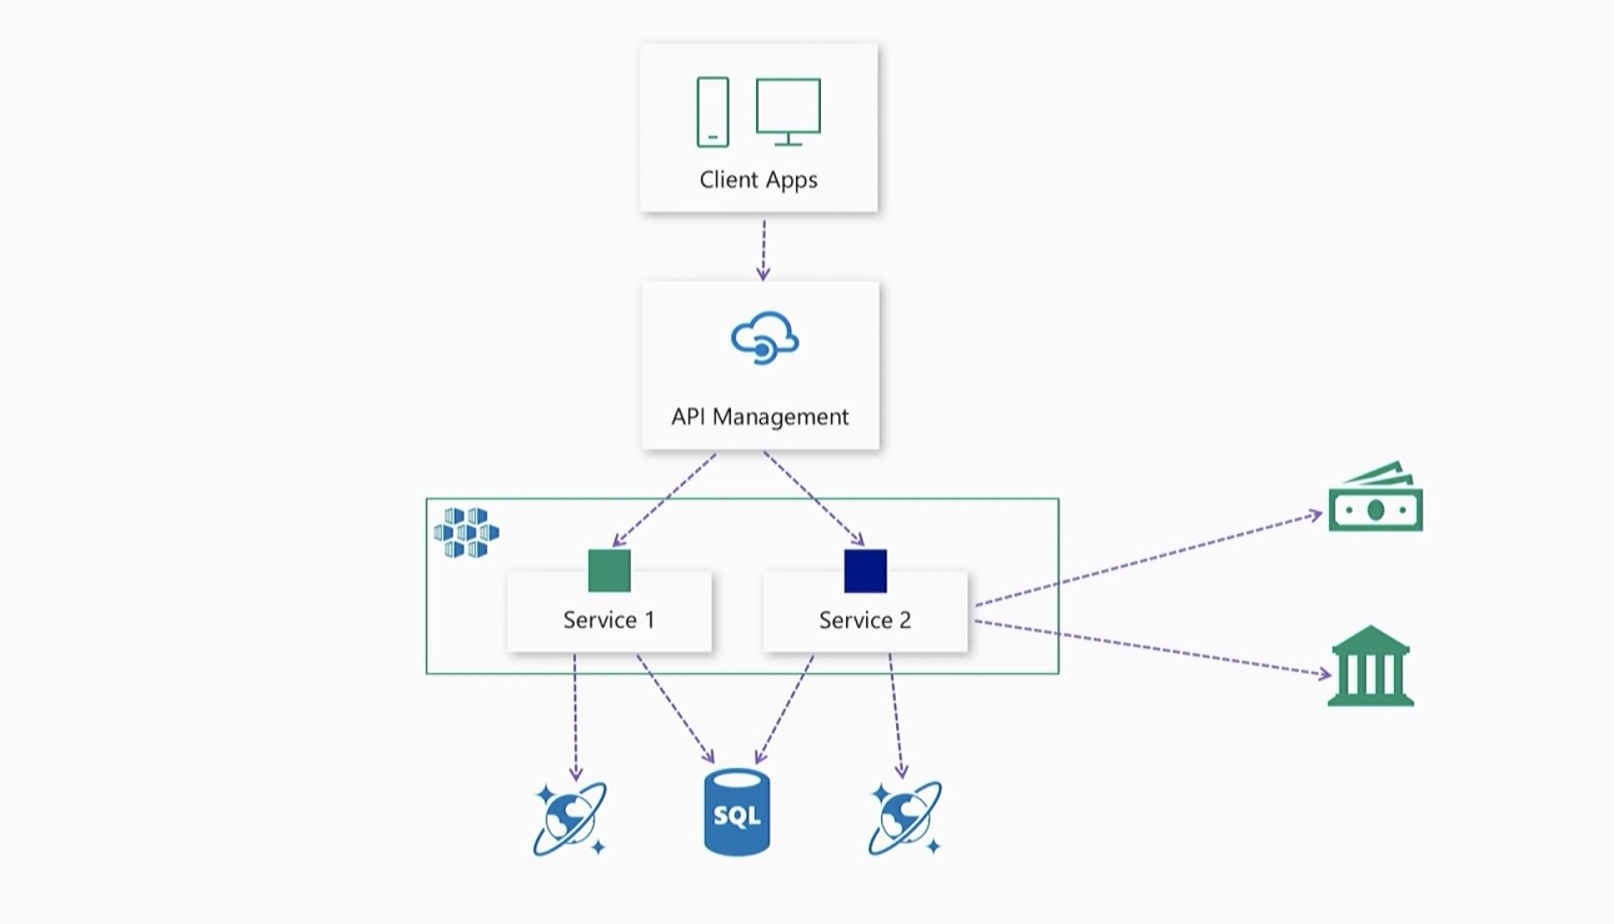 Client Apps
API Management
Service 1
Service 2
SQL